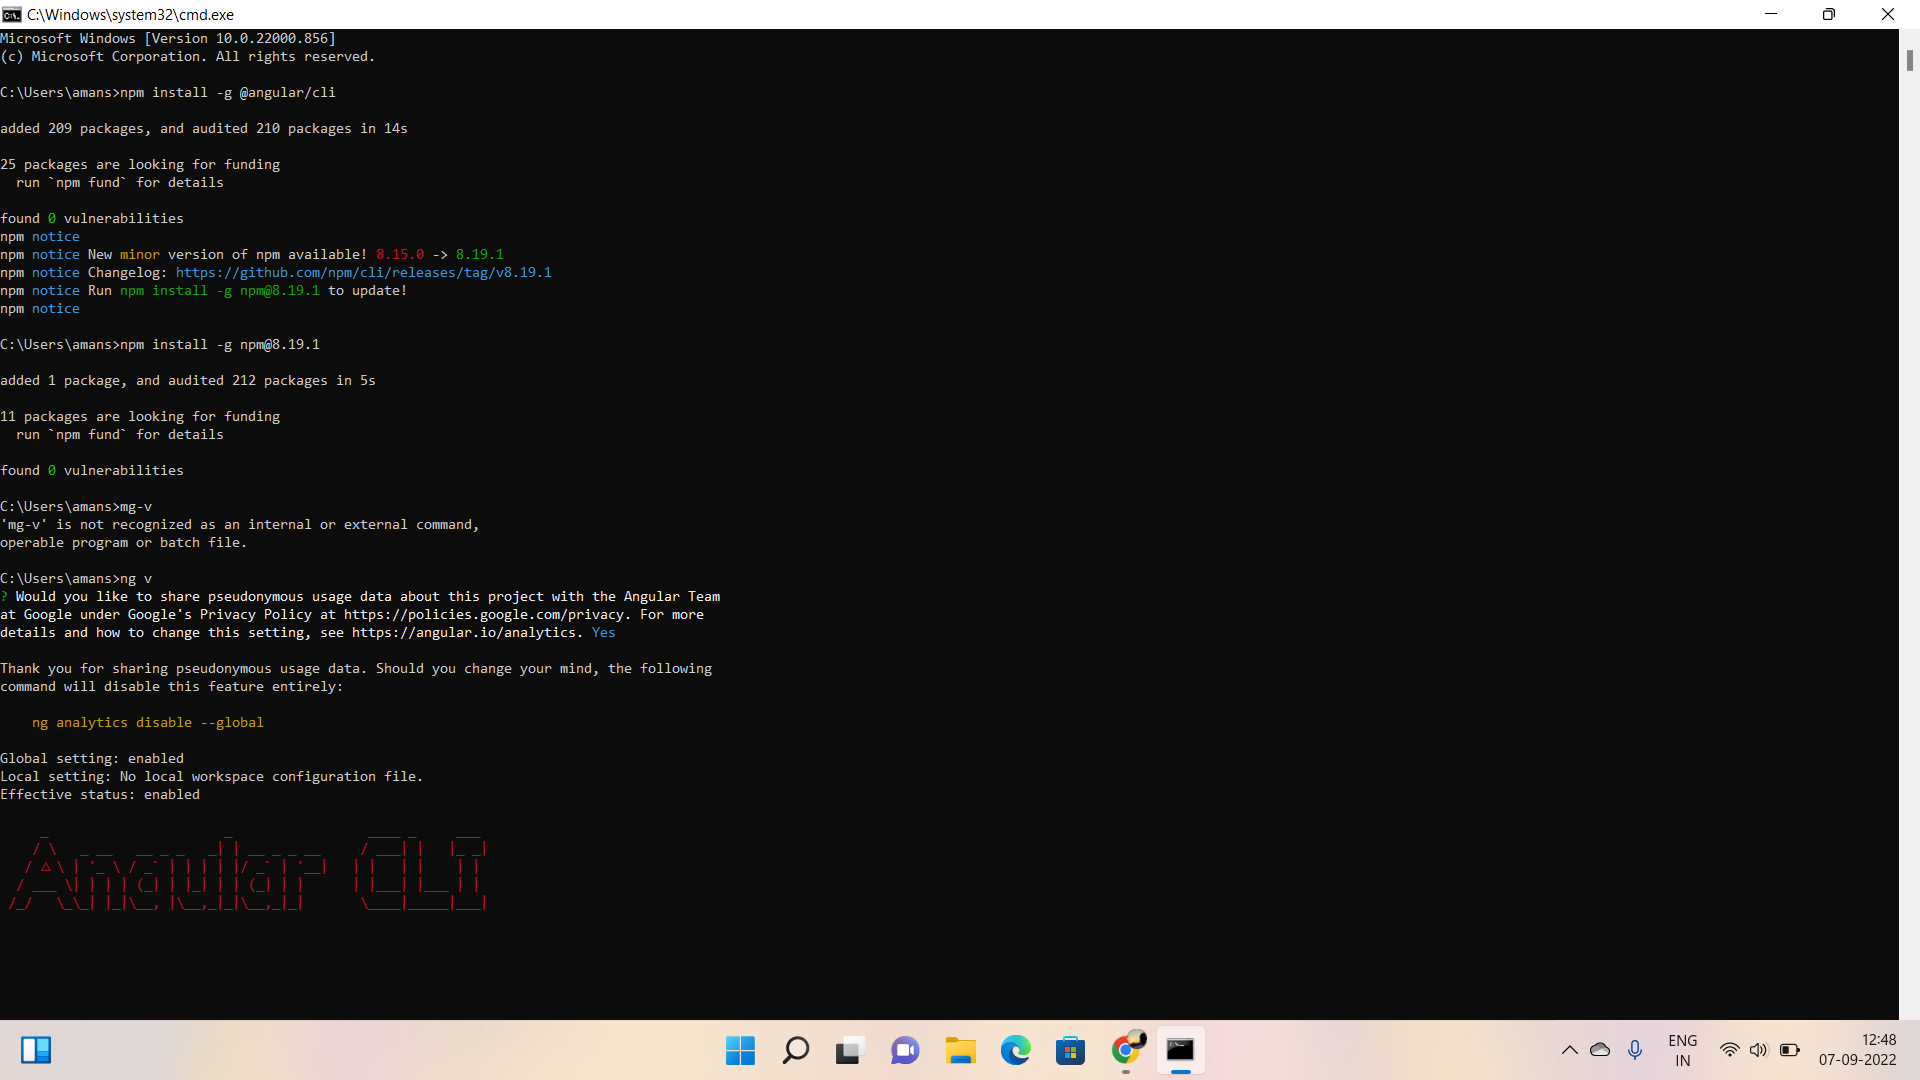 C:\Windows\system32\cmd.exe
Microsoft Windows [Version 10.0.22000.856]
(c) Microsoft Corporation. All rights reserved.
C:\Users\amans>npm install -g @angular/cli
added 209 packages, and audited 210 packages in 14s
25 packages are looking for funding
  run `npm fund` for details
found 0 vulnerabilities
npm notice
npm notice New minor version of npm available! 8.15.0 -> 8.19.1
npm notice Changelog: https://github.com/npm/cli/releases/tag/v8.19.1
npm notice Run npm install -g npm@8.19.1 to update!
npm notice
C:\Users\amans>npm install -g npm@8.19.1
added 1 package, and audited 212 packages in 5s
11 packages are looking for funding
  run `npm fund` for details
found 0 vulnerabilities
C:\Users\amans>mg-v
'mg-v' is not recognized as an internal or external command,
operable program or batch file.
C:\Users\amans>ng v
? Would you like to share pseudonymous usage data about this project with the Angular Team
at Google under Google's Privacy Policy at https://policies.google.com/privacy. For more
details and how to change this setting, see https://angular.io/analytics. Yes
Thank you for sharing pseudonymous usage data. Should you change your mind, the following
command will disable this feature entirely:
    ng analytics disable --global
Global setting: enabled
Local setting: No local workspace configuration file.
Effective status: enabled
Angular CLI
ENG
IN
12:48
07-09-2022